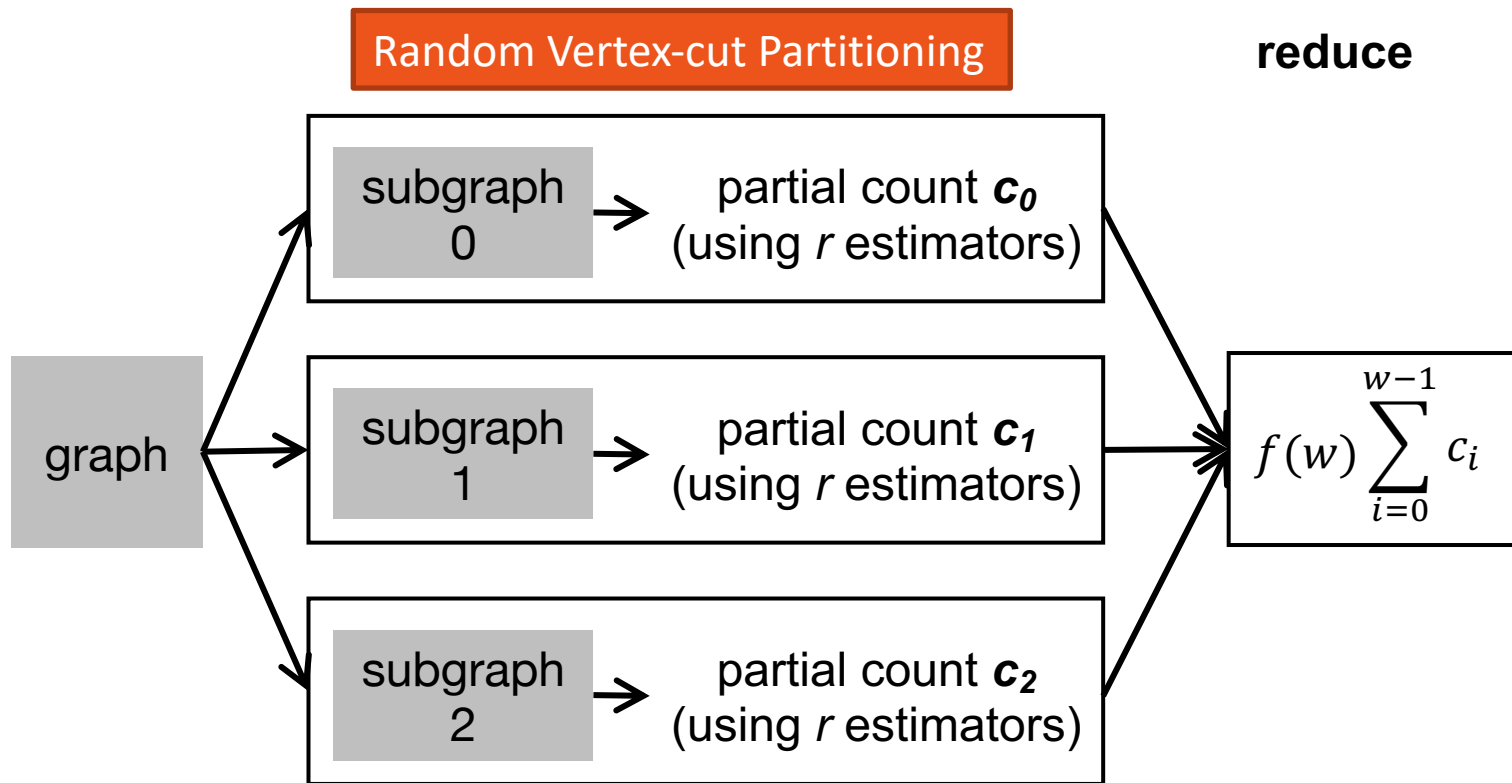 Random Vertex-cut Partitioning
reduce
subgraph
0
partial count c₀
(using r estimators)
graph
subgraph
1
partial count c₁
(using r estimators)
f(w) ∑_{i=0}^{w−1} c_i
subgraph
2
partial count c₂
(using r estimators)